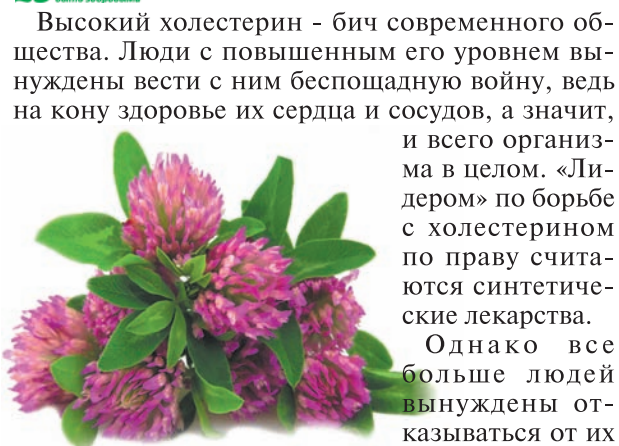 Высокий холестерин - бич современного об-
щества. Люди с повышенным его уровнем вы-
нуждены вести с ним беспощадную войну, ведь
на кону здоровье их сердца и сосудов, а значит,
и всего организ-
ма в целом. «Ли-
дером» по борьбе
с холестерином
по праву счита-
ются синтетиче-
ские лекарства.
Однако все
больше людей
вынуждены от-
казываться от их